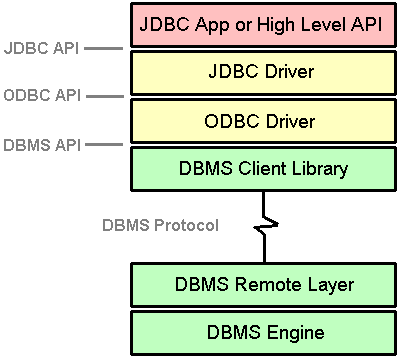 JDBC App or High Level API
JDBC API
JDBC Driver
ODBC API
ODBC Driver
DBMS API
DBMS Client Library
DBMS Protocol
DBMS Remote Layer
DBMS Engine